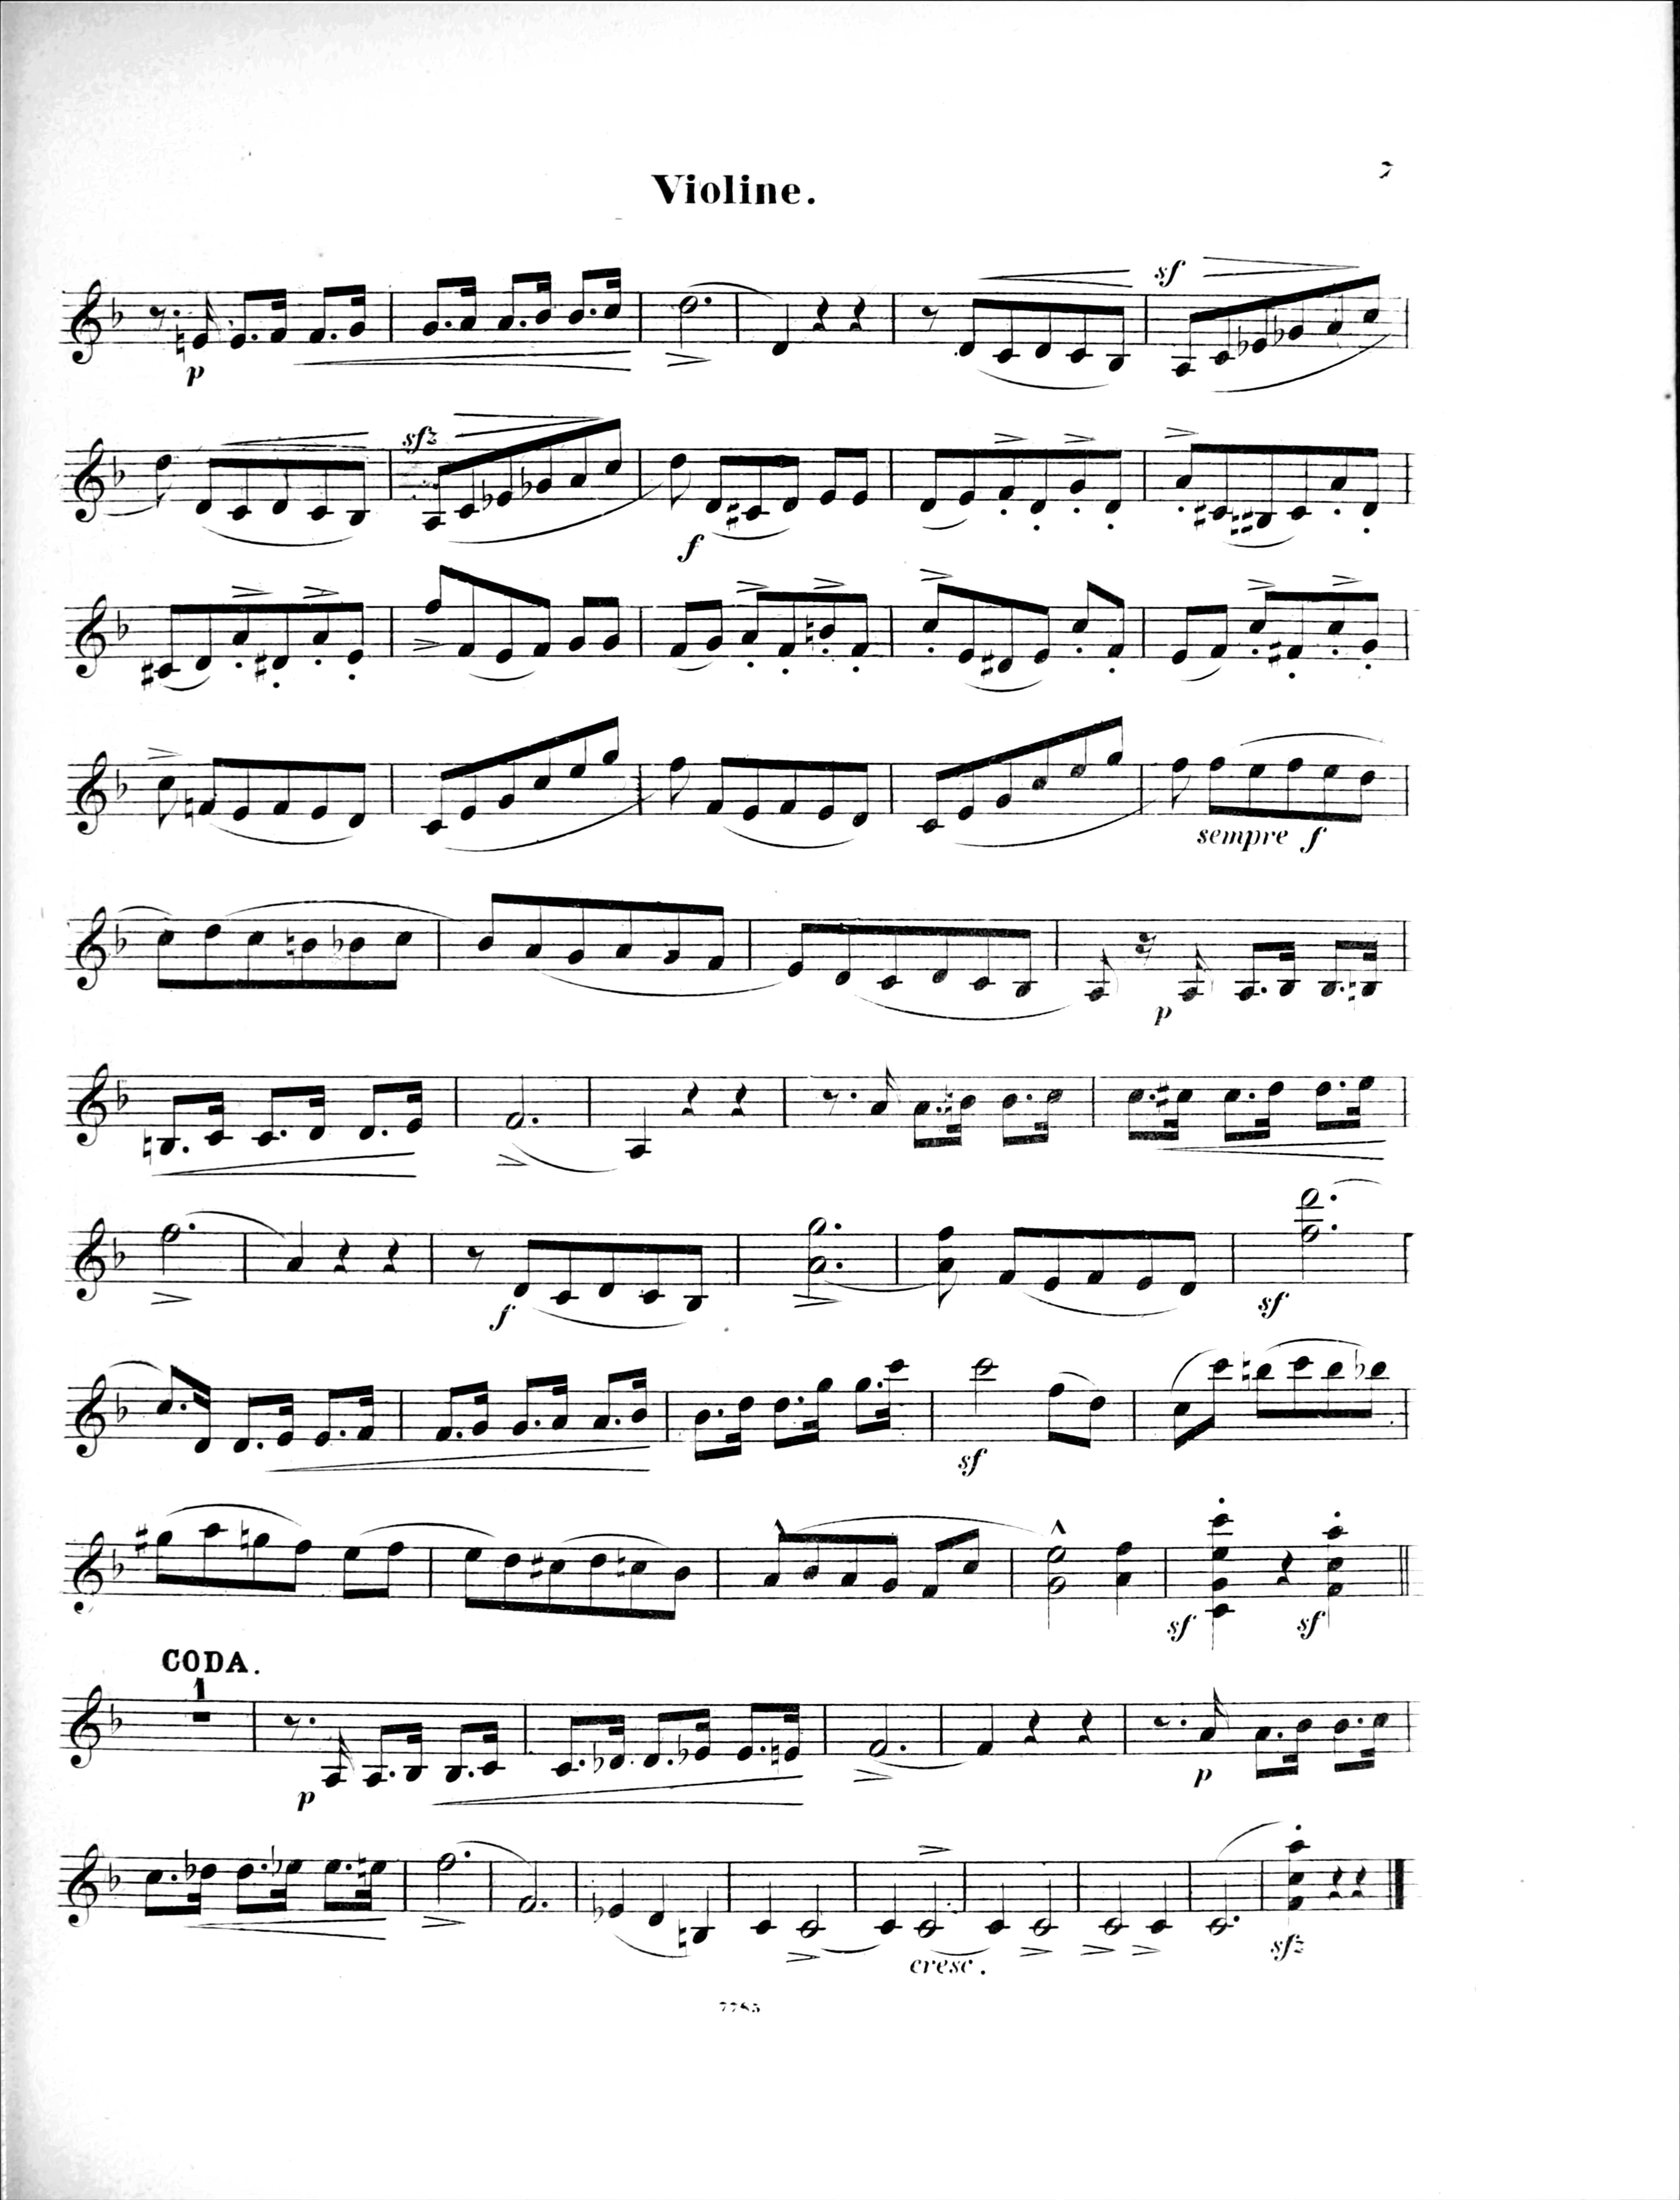 7
Violine.
p
sf
sfz
f
sempre f
p
f
sf
sf
sf sf
CODA.
1
p p
cresc. sfz
7785